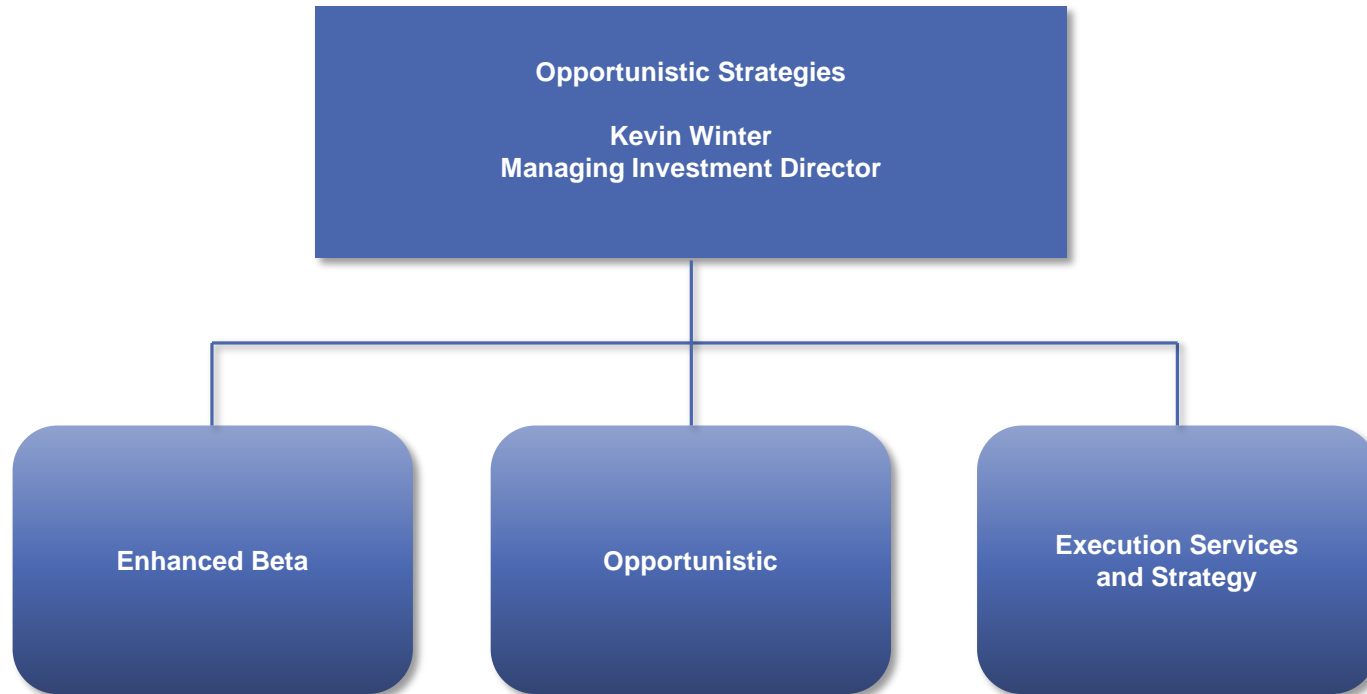 Opportunistic Strategies
Kevin Winter
Managing Investment Director
Enhanced Beta
Opportunistic
Execution Services
and Strategy